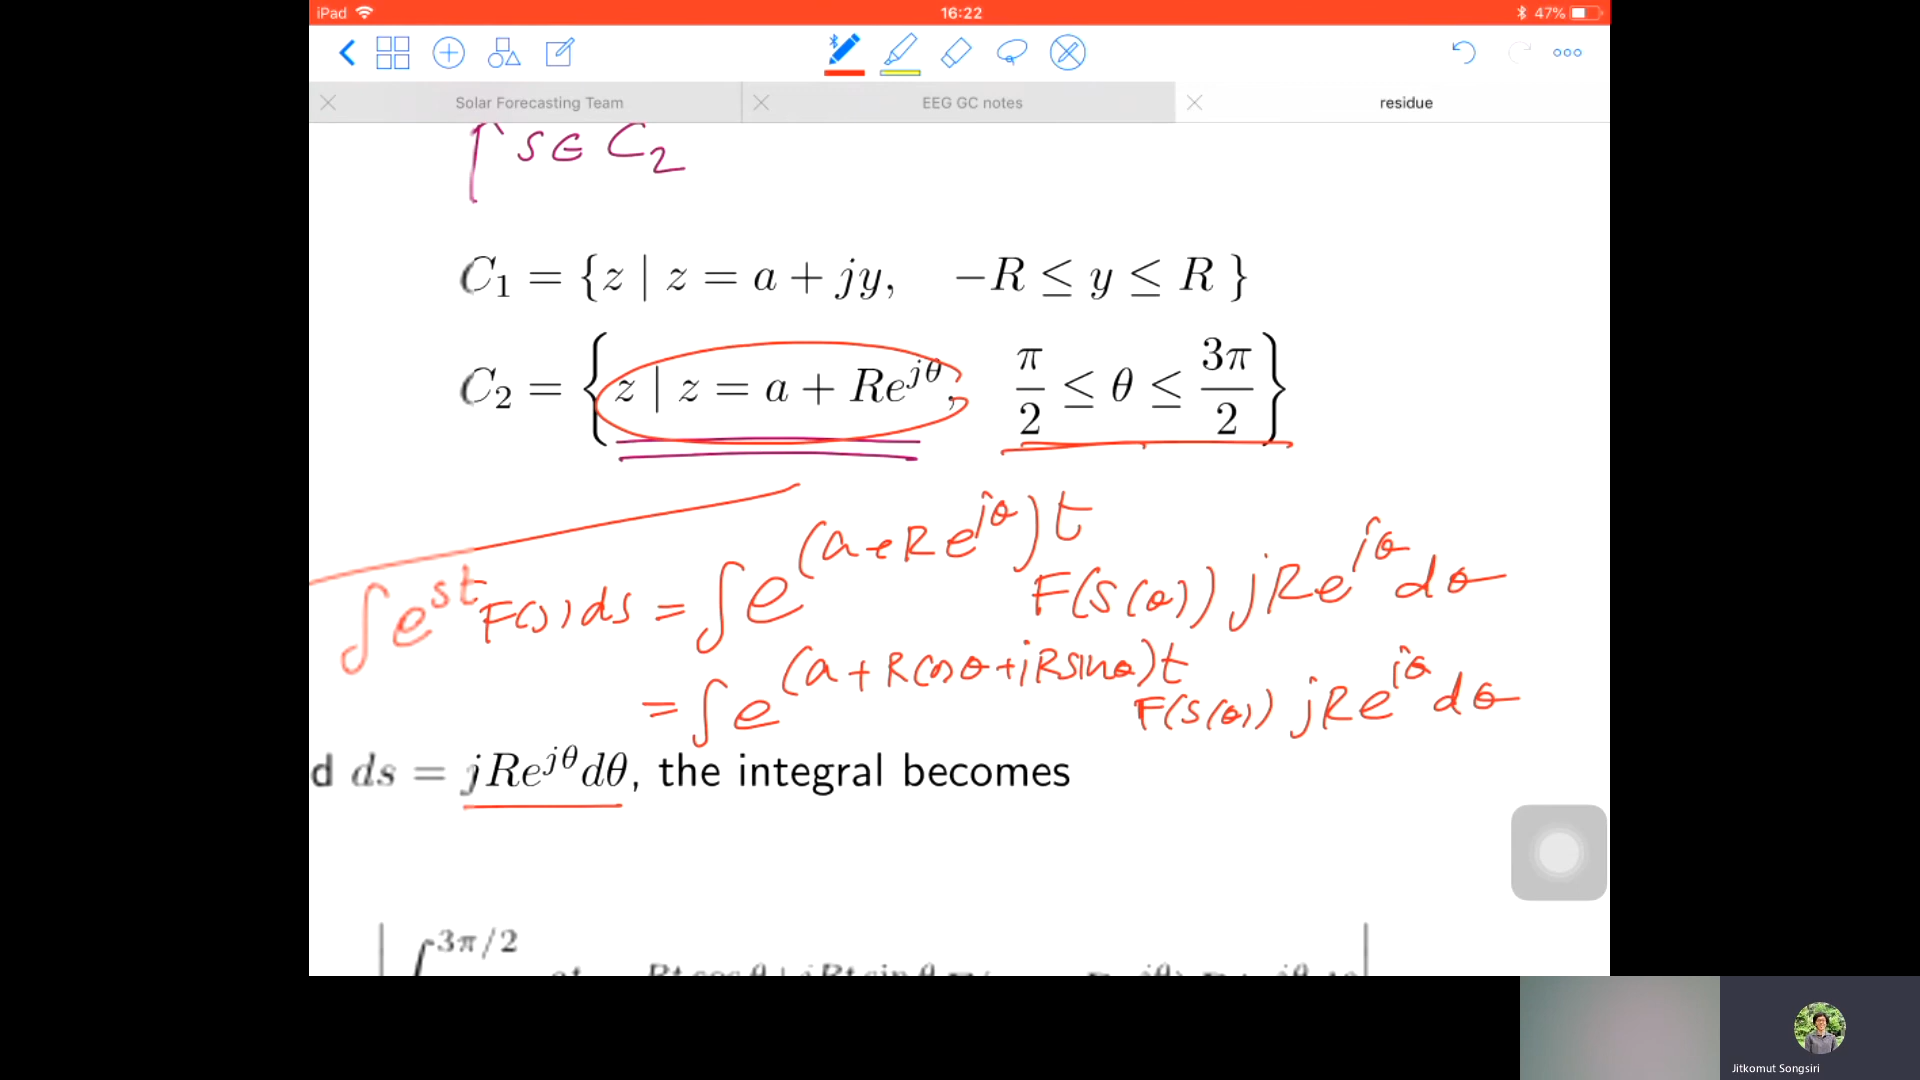 iPad 16:22 47%
Solar Forecasting Team EEG GC notes residue
s ∈ C₂
C₁ = {z | z = a + jy, −R ≤ y ≤ R }
C₂ = {z | z = a + Re^{jθ}, π/2 ≤ θ ≤ 3π/2}
∫e^{st}F(s)ds = ∫e^{(a+Re^{jθ})t} F(s(θ)) jRe^{jθ}dθ
= ∫e^{(a+Rcosθ+jRsinθ)t} F(s(θ)) jRe^{jθ}dθ
d ds = jRe^{jθ}dθ, the integral becomes
| ∫^{3π/2}
Jitkomut Songsiri